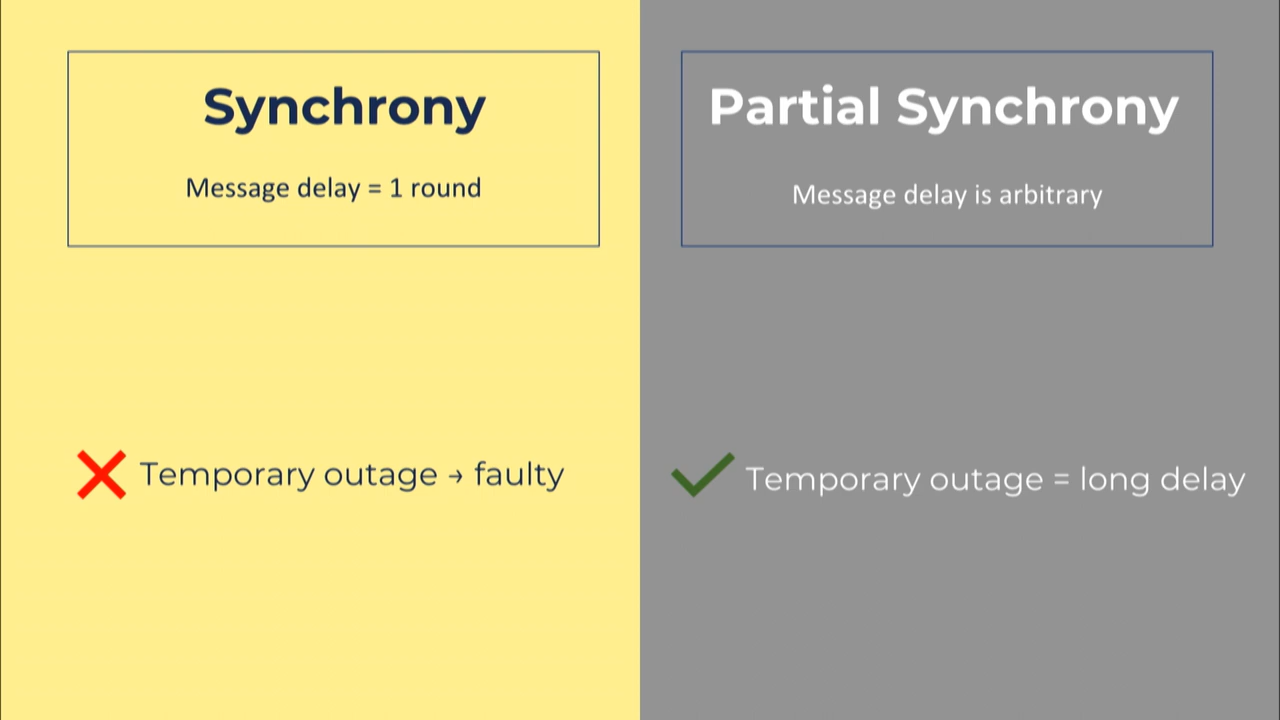 Synchrony
Message delay = 1 round
Temporary outage → faulty
Partial Synchrony
Message delay is arbitrary
Temporary outage = long delay